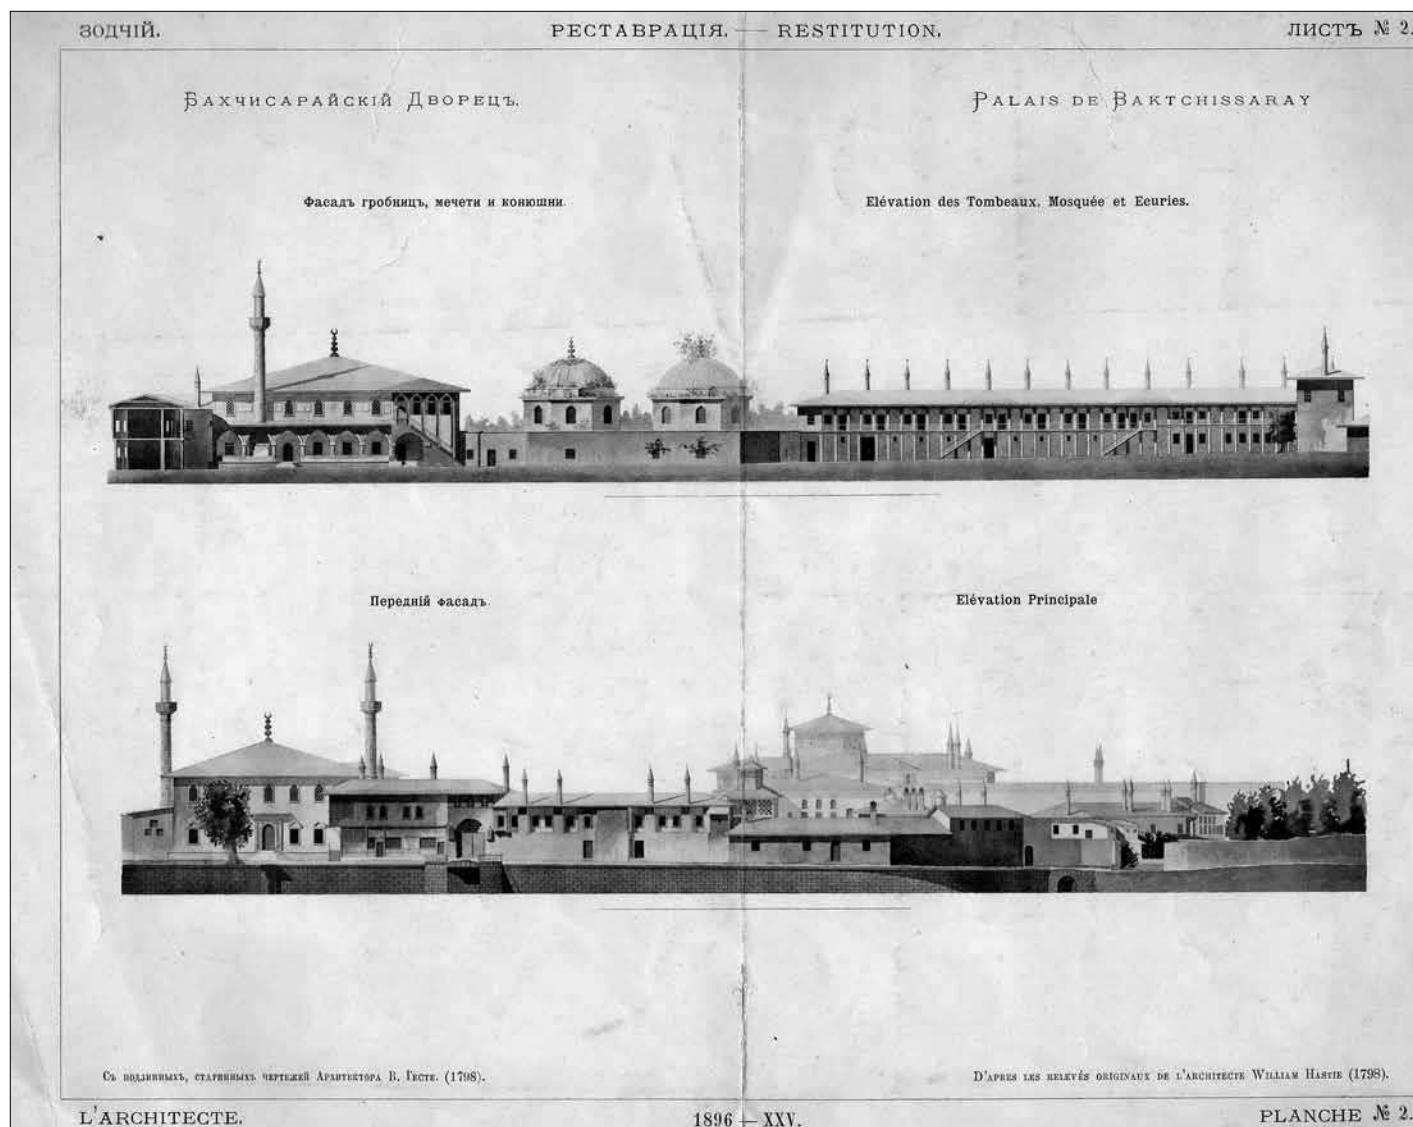 ЗОДЧІЙ.
РЕСТАВРАЦІЯ. — RESTITUTION.
ЛИСТЪ № 2.
БАХЧИСАРАЙСКІЙ ДВОРЕЦЪ.
PALAIS DE BAKTCHISSARAY
Фасадъ гробницъ, мечети и конюшни.
Elévation des Tombeaux, Mosquée et Ecuries.
Передній фасадъ.
Elévation Principale
Съ подлинныхъ, старинныхъ чертежей Архитектора В. Гесте. (1798).
D'APRES LES RELEVÉS ORIGINAUX DE L'ARCHITECTE WILLIAM HASTIE (1798).
L'ARCHITECTE.
1896 — XXV.
PLANCHE № 2.